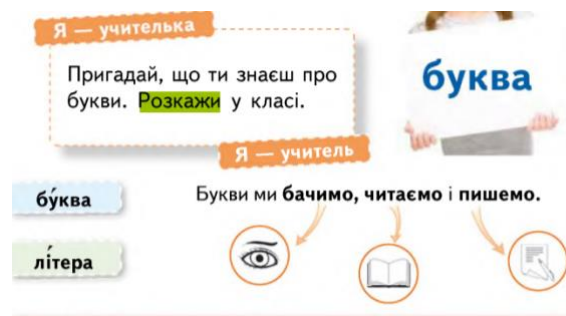 Я — учителька
Пригадай, що ти знаєш про
букви. Розкажи у класі.
буква
Я — учитель
бу́ква
Букви ми бачимо, читаємо і пишемо.
лі́тера